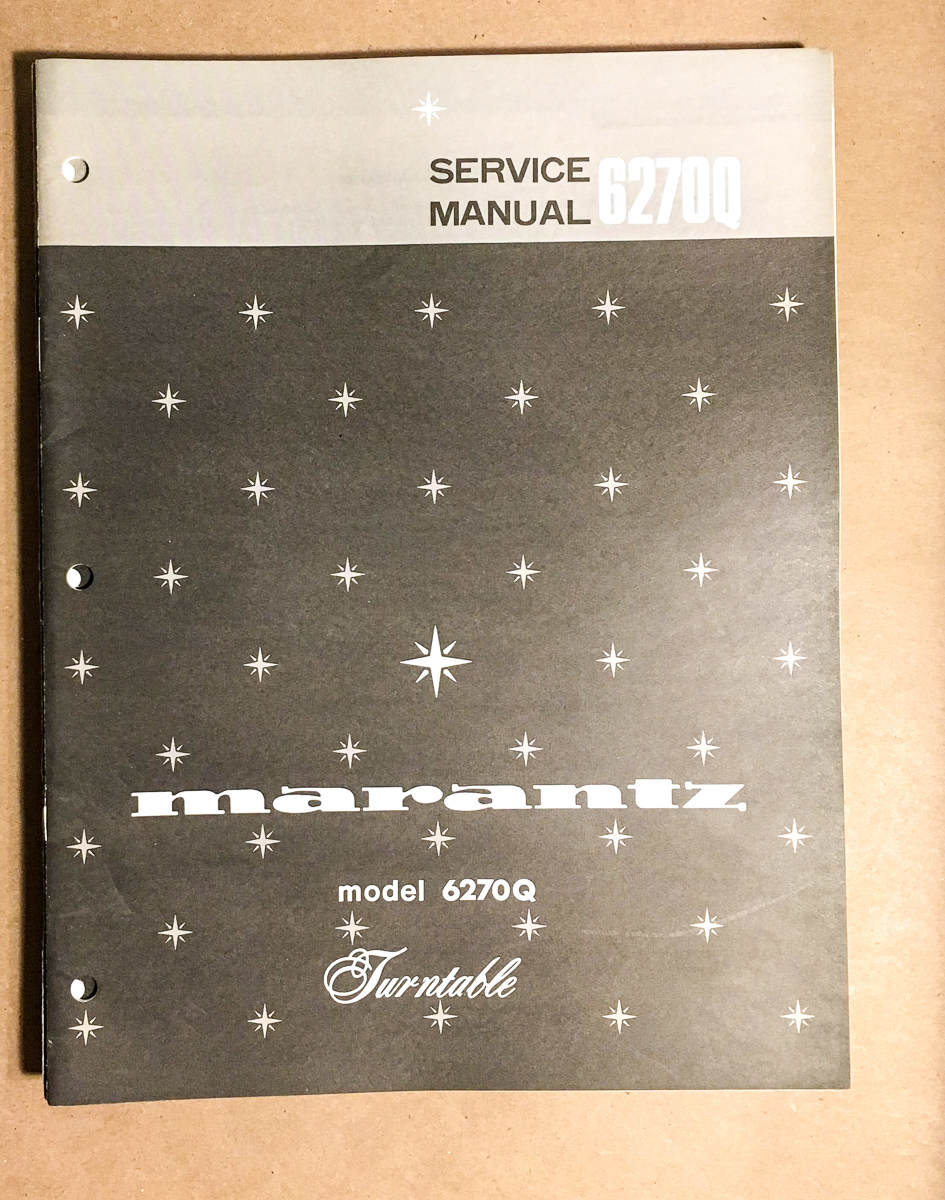 SERVICE
MANUAL 6270Q
marantz
model 6270Q
Turntable